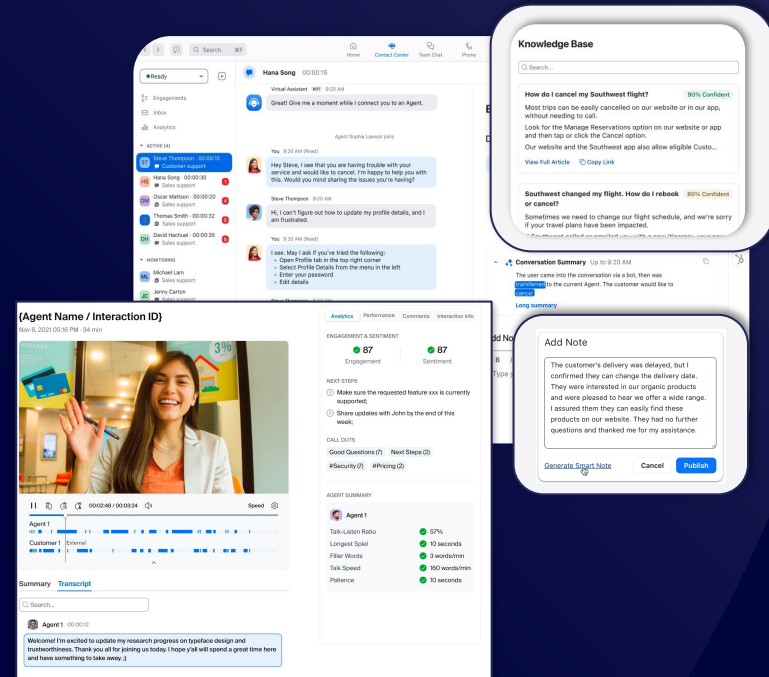 Search
⌘F
Home
Contact Center
Team Chat
Phone
Ready
Engagements
Inbox
Analytics
ACTIVE (4)
ST
Steve Thompson · 00:00:15
Customer support
HS
Hana Song · 00:00:30
Sales support
1
OM
Oscar Mattson · 00:00:20
Sales support
4
Thomas Smith · 00:00:32
Sales support
5
DH
David Hachuel · 00:00:35
Sales support
6
MONITORING
ML
Michael Lam
Sales support
JC
Jenny Carton
Hana Song 00:00:15
Virtual Assistant BOT 9:20 AM
Great! Give me a moment while I connect you to an Agent.
Agent Sophia Lawson joins
You 9:20 AM (Read)
Hey Steve, I see that you are having trouble with your
service and would like to cancel. I'm happy to help you with
this. Would you mind sharing the issues you're having?
Steve Thompson 9:20 AM
Hi, I can't figure out how to update my profile details, and I
am frustrated.
You 9:20 AM (Read)
I see. May I ask if you've tried the following:
• Open Profile tab in the top right corner
• Select Profile Details from the menu in the left
• Enter your password
• Edit details
Knowledge Base
Search...
How do I cancel my Southwest flight?
90% Confident
Most trips can be easily cancelled on our website or in our app,
without needing to call.
Look for the Manage Reservations option on our website or app
and then tap or click the Cancel option.
Our website and the Southwest app also allow eligible Custo...
View Full Article
Copy Link
Southwest changed my flight. How do I rebook
or cancel?
80% Confident
Sometimes we need to change our flight schedule, and we're sorry
if your travel plans have been impacted.
Conversation Summary Up to 9:20 AM
The user came into the conversation via a bot, then was
transferred to the current Agent. The customer would like to
cancel
Long summary
dd No
B I
Type y
Add Note
The customer's delivery was delayed, but I
confirmed they can change the delivery date.
They were interested in our organic products
and were pleased to hear we offer a wide range.
I assured them they can easily find these
products on our website. They had no further
questions and thanked me for my assistance.
Generate Smart Note
Cancel
Publish
{Agent Name / Interaction ID}
Nov 8, 2021 05:16 PM · 34 min
3%
00:02:48 / 00:03:24
Speed
Agent 1
Customer 1 External
Summary
Transcript
Search...
Agent 1 00:00:12
Welcome! I'm excited to update my research progress on typeface design and
trustworthiness. Thank you all for joining us today. I hope y'all will spend a great time here
and have something to take away. ;)
Analytics
Performance
Comments
Interaction Info
ENGAGEMENT & SENTIMENT
87
Engagement
87
Sentiment
NEXT STEPS
Make sure the requested feature xxx is currently
supported;
Share updates with John by the end of this
week;
CALL OUTS
Good Questions (7)
Next Steps (2)
#Security (7)
#Pricing (2)
AGENT SUMMARY
Agent 1
Talk-Listen Ratio
57%
Longest Spiel
10 seconds
Filler Words
3 words/min
Talk Speed
160 words/min
Patience
10 seconds